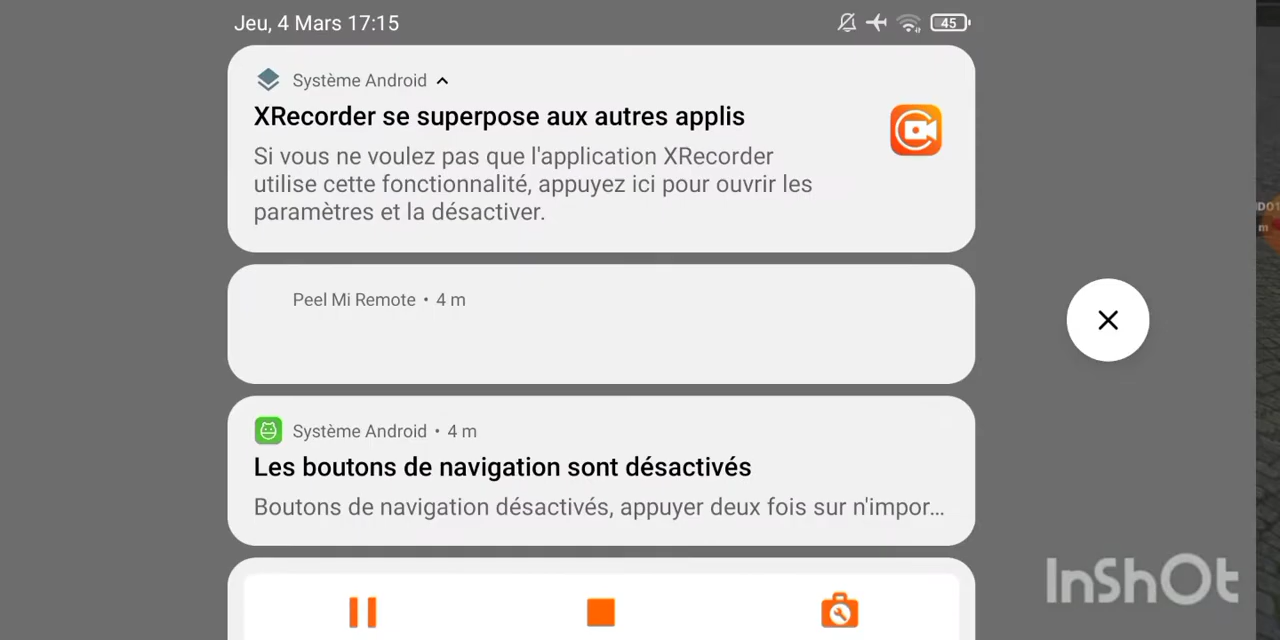 Jeu, 4 Mars 17:15
45
Système Android
XRecorder se superpose aux autres applis
Si vous ne voulez pas que l'application XRecorder
utilise cette fonctionnalité, appuyez ici pour ouvrir les
paramètres et la désactiver.
Peel Mi Remote • 4 m
Système Android • 4 m
Les boutons de navigation sont désactivés
Boutons de navigation désactivés, appuyer deux fois sur n'impor...
InShOt